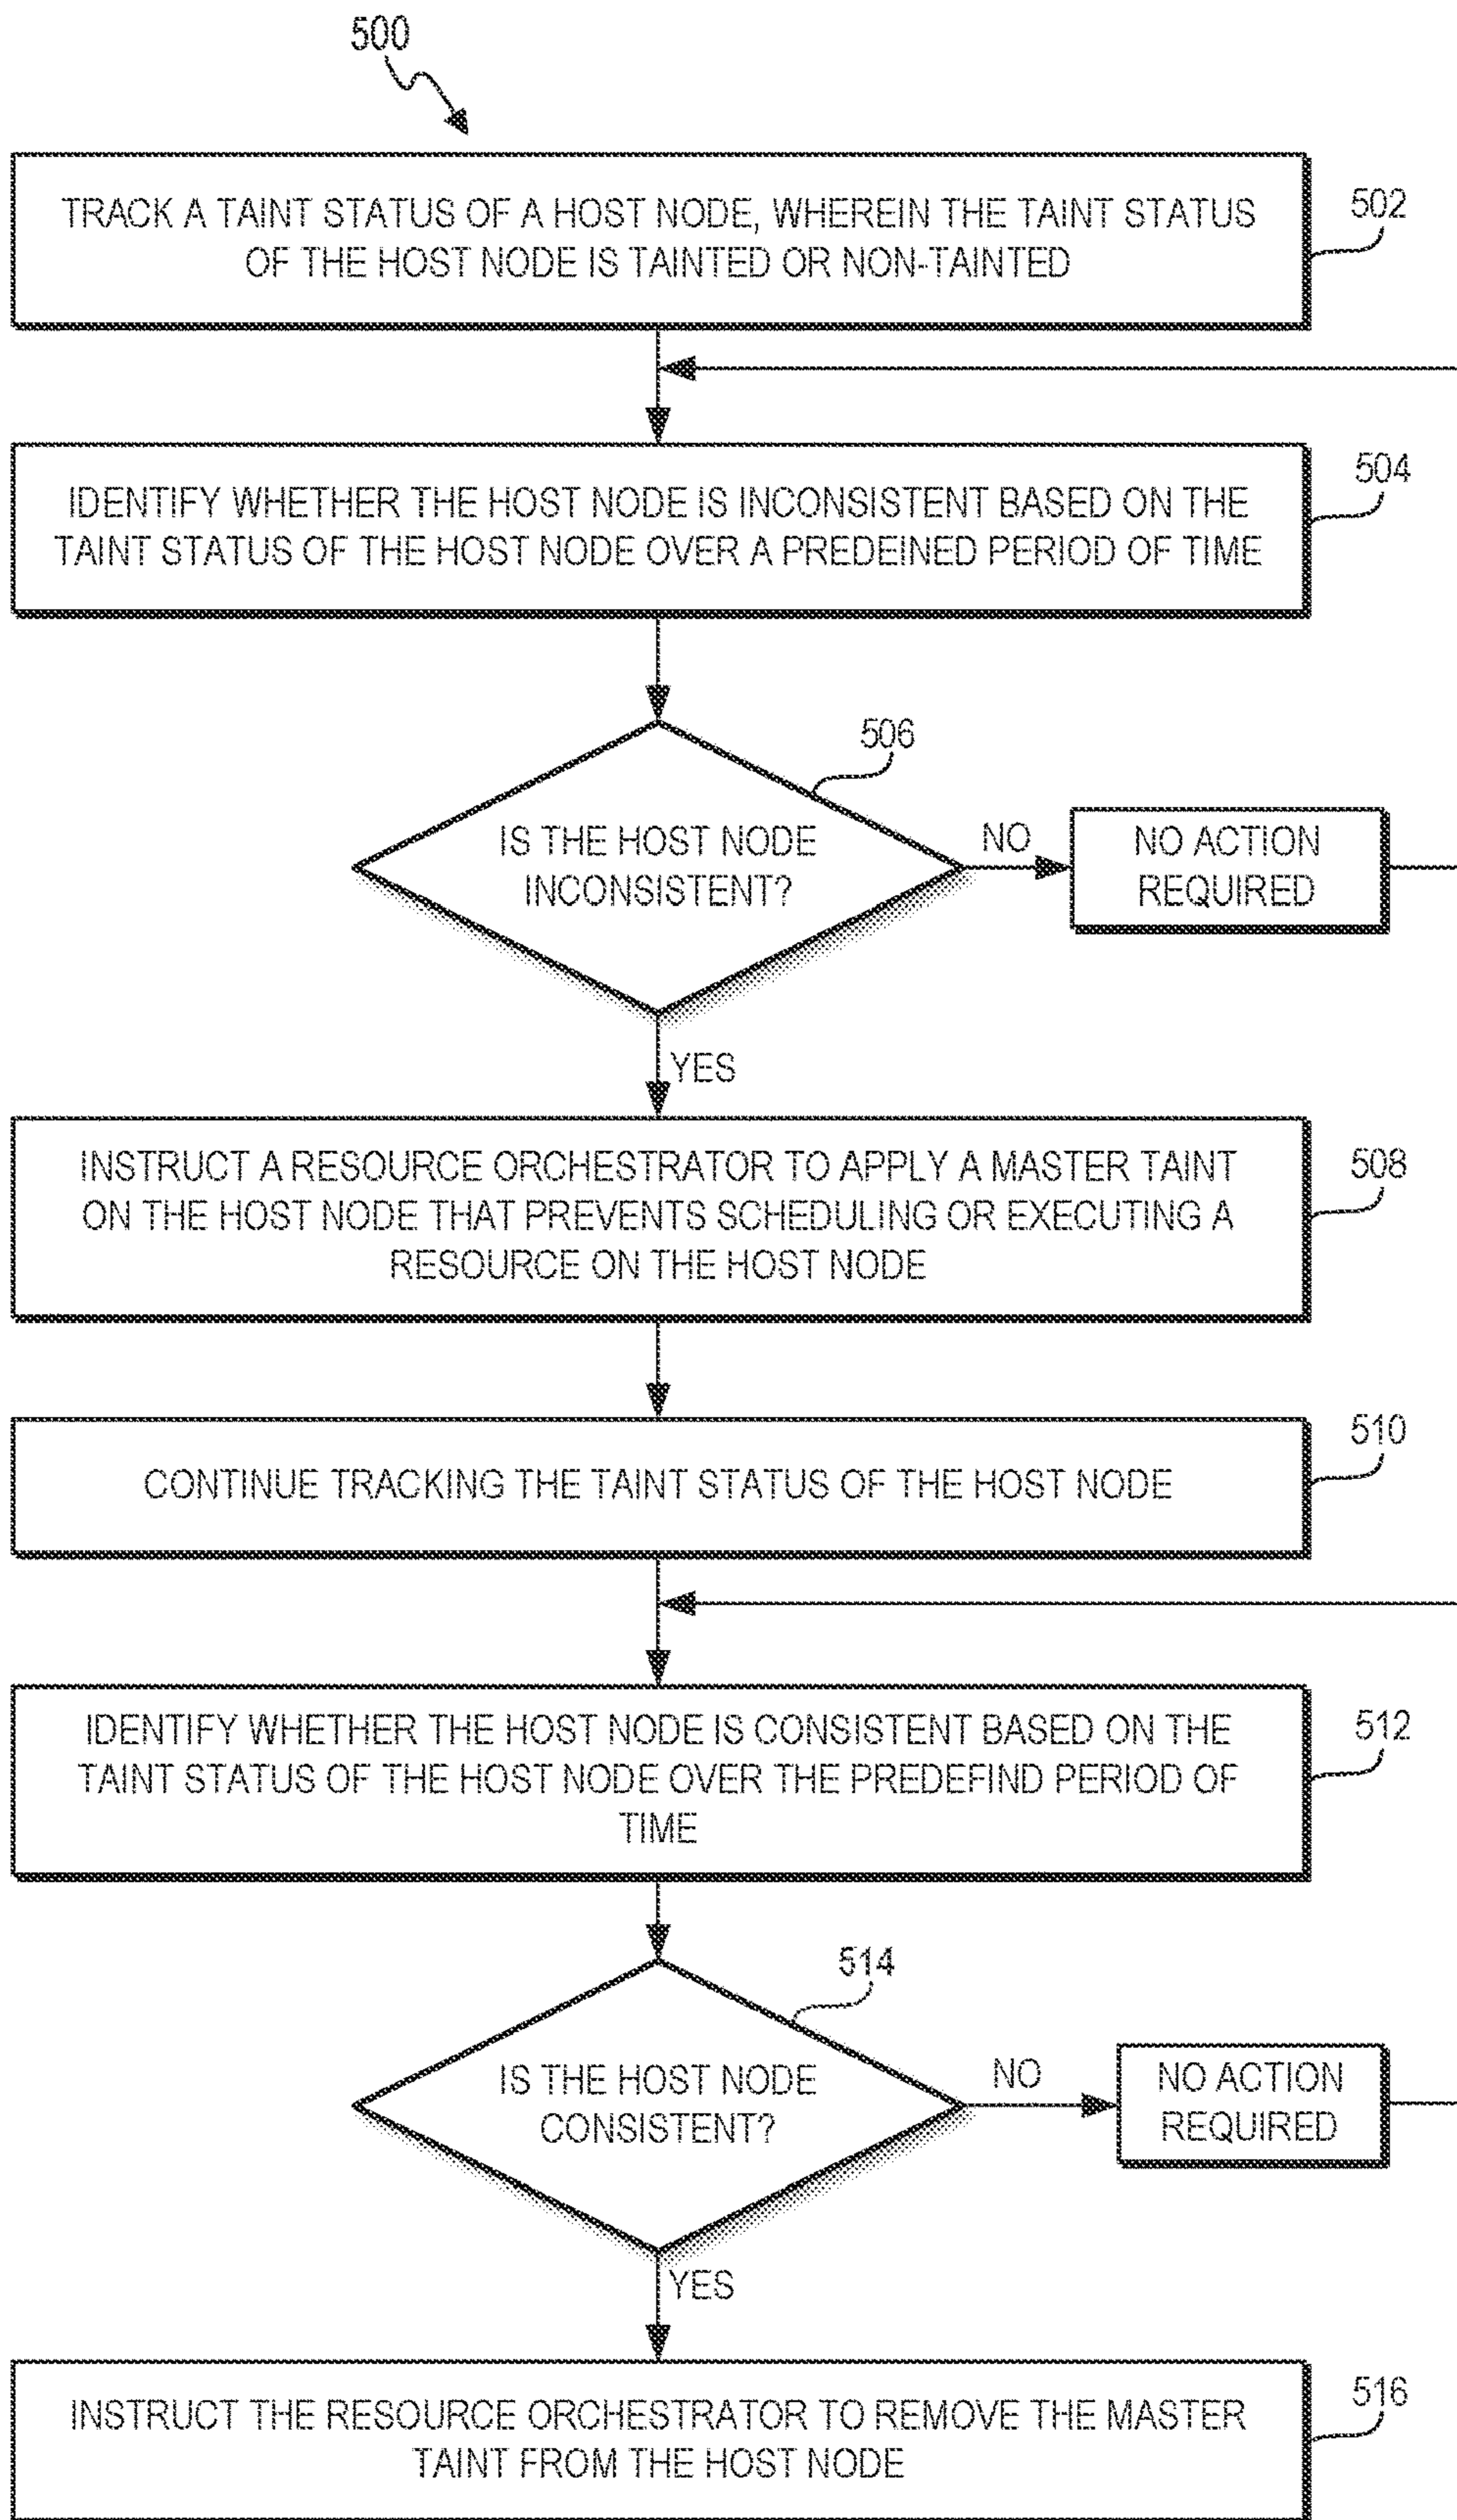 500
TRACK A TAINT STATUS OF A HOST NODE, WHEREIN THE TAINT STATUS
OF THE HOST NODE IS TAINTED OR NON-TAINTED
502
IDENTIFY WHETHER THE HOST NODE IS INCONSISTENT BASED ON THE
TAINT STATUS OF THE HOST NODE OVER A PREDEINED PERIOD OF TIME
504
506
IS THE HOST NODE
INCONSISTENT?
NO
NO ACTION
REQUIRED
YES
INSTRUCT A RESOURCE ORCHESTRATOR TO APPLY A MASTER TAINT
ON THE HOST NODE THAT PREVENTS SCHEDULING OR EXECUTING A
RESOURCE ON THE HOST NODE
508
CONTINUE TRACKING THE TAINT STATUS OF THE HOST NODE
510
IDENTIFY WHETHER THE HOST NODE IS CONSISTENT BASED ON THE
TAINT STATUS OF THE HOST NODE OVER THE PREDEFIND PERIOD OF
TIME
512
514
IS THE HOST NODE
CONSISTENT?
NO
NO ACTION
REQUIRED
YES
INSTRUCT THE RESOURCE ORCHESTRATOR TO REMOVE THE MASTER
TAINT FROM THE HOST NODE
516